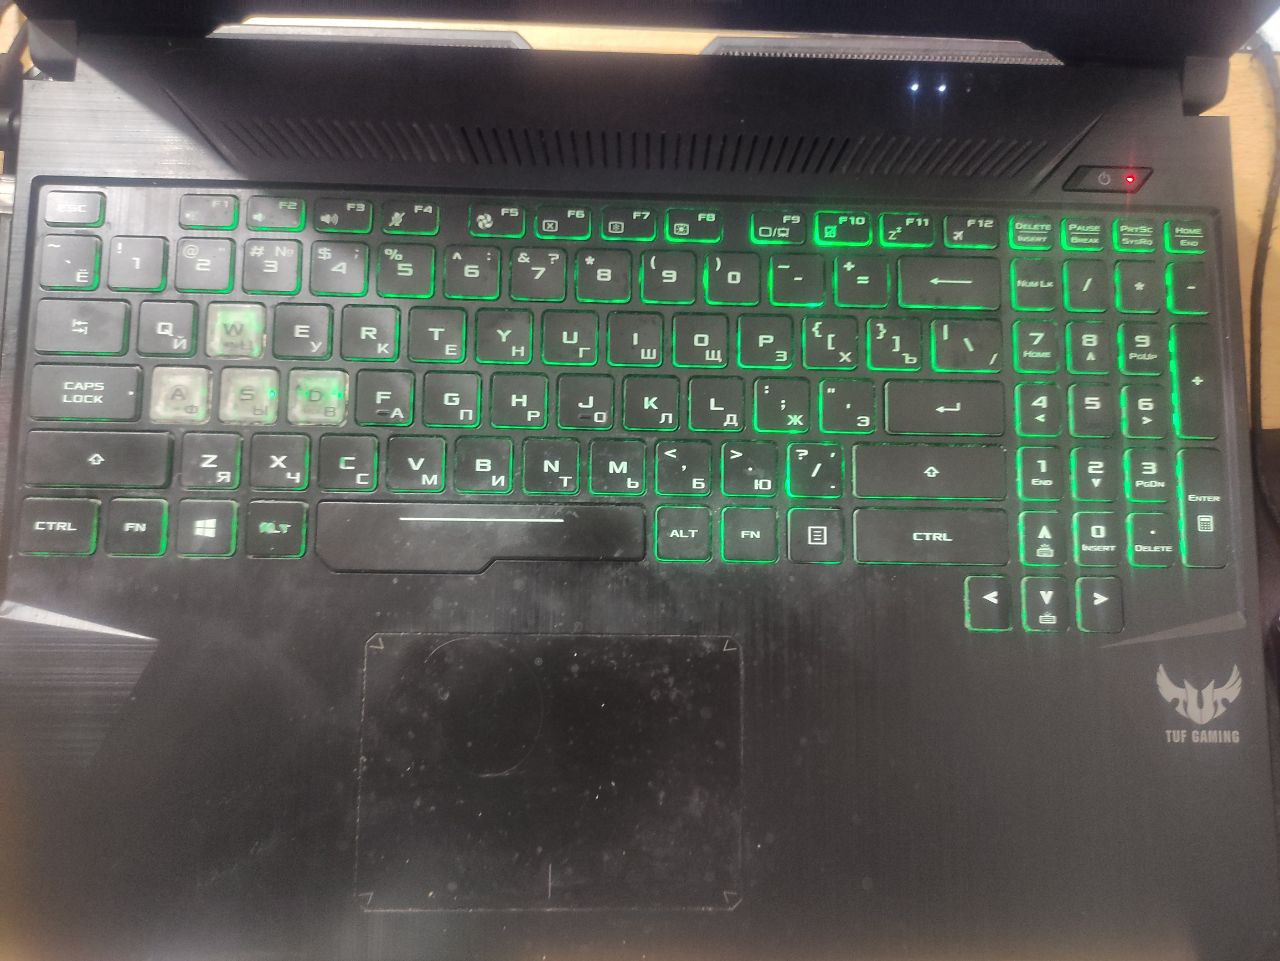 ESC F1 F2 F3 F4 F5 F6 F7 F8 F9 F10 F11 F12 DELETE INSERT PAUSE BREAK PRTSC SYSRQ HOME END
~ ` Ё ! 1 @ " 2 # № 3 $ ; 4 % 5 ^ : 6 & ? 7 * 8 ( 9 ) 0 _ - + = NUM LK / * -
Q Й W E У R К T Е Y Н U Г I Ш O Щ P З { [ Х } ] Ъ | \ / 7 HOME 8 9 PGUP +
CAPS LOCK A Ф S Ы D В F А G П H Р J О K Л L Д : ; Ж " ' Э 4 5 6
Z Я X Ч C С V М B И N Т M Ь < , Б > . Ю ? / . 1 END 2 3 PGDN ENTER
CTRL FN ALT ALT FN CTRL 0 INSERT . DELETE
TUF GAMING